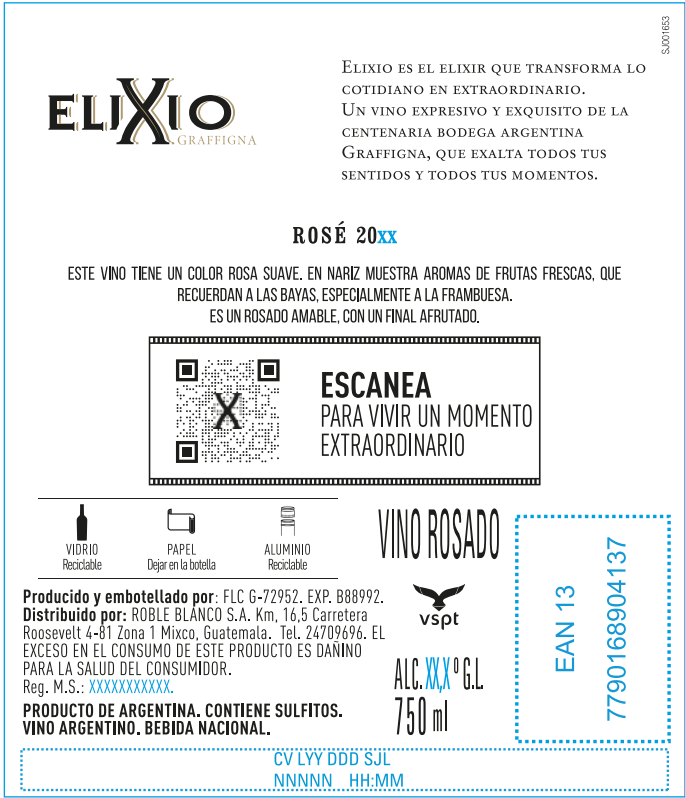 SJ001653
ELIXIO
GRAFFIGNA
ELIXIO ES EL ELIXIR QUE TRANSFORMA LO
COTIDIANO EN EXTRAORDINARIO.
UN VINO EXPRESIVO Y EXQUISITO DE LA
CENTENARIA BODEGA ARGENTINA
GRAFFIGNA, QUE EXALTA TODOS TUS
SENTIDOS Y TODOS TUS MOMENTOS.
ROSÉ 20xx
ESTE VINO TIENE UN COLOR ROSA SUAVE. EN NARIZ MUESTRA AROMAS DE FRUTAS FRESCAS, QUE
RECUERDAN A LAS BAYAS, ESPECIALMENTE A LA FRAMBUESA.
ES UN ROSADO AMABLE, CON UN FINAL AFRUTADO.
X
ESCANEA
PARA VIVIR UN MOMENTO
EXTRAORDINARIO
VIDRIO
Reciclable
PAPEL
Dejar en la botella
ALUMINIO
Reciclable
VINO ROSADO
Producido y embotellado por: FLC G-72952. EXP. B88992.
Distribuido por: ROBLE BLANCO S.A. Km, 16,5 Carretera
Roosevelt 4-81 Zona 1 Mixco, Guatemala. Tel. 24709696. EL
EXCESO EN EL CONSUMO DE ESTE PRODUCTO ES DAÑINO
PARA LA SALUD DEL CONSUMIDOR.
Reg. M.S.: XXXXXXXXXXX.
PRODUCTO DE ARGENTINA. CONTIENE SULFITOS.
VINO ARGENTINO. BEBIDA NACIONAL.
vspt
ALC. XX,X º G.L.
750 ml
EAN 13
7790168904137
CV LYY DDD SJL
NNNNN HH:MM